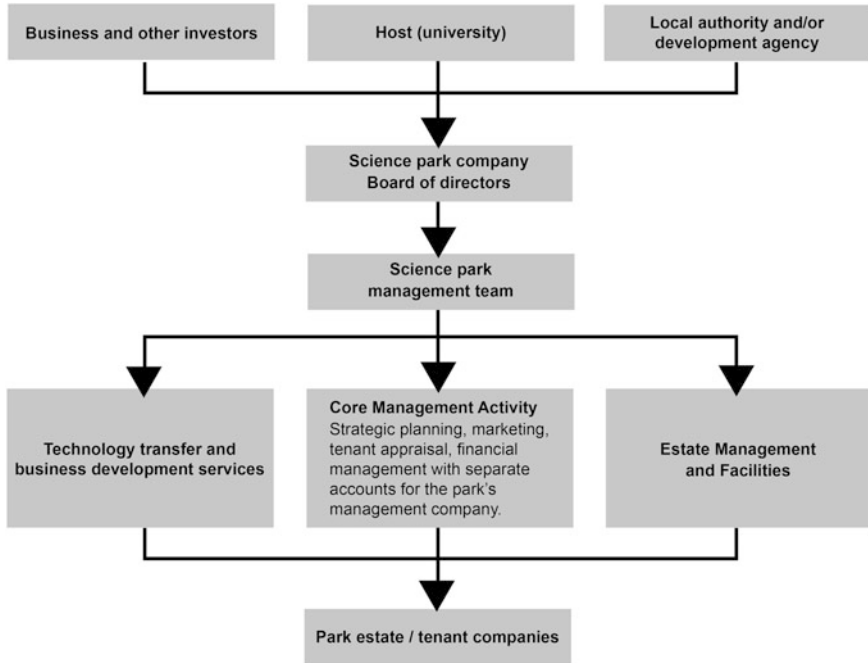 Business and other investors
Host (university)
Local authority and/or
development agency
Science park company
Board of directors
Science park
management team
Technology transfer and
business development services
Core Management Activity
Strategic planning, marketing,
tenant appraisal, financial
management with separate
accounts for the park's
management company.
Estate Management
and Facilities
Park estate / tenant companies